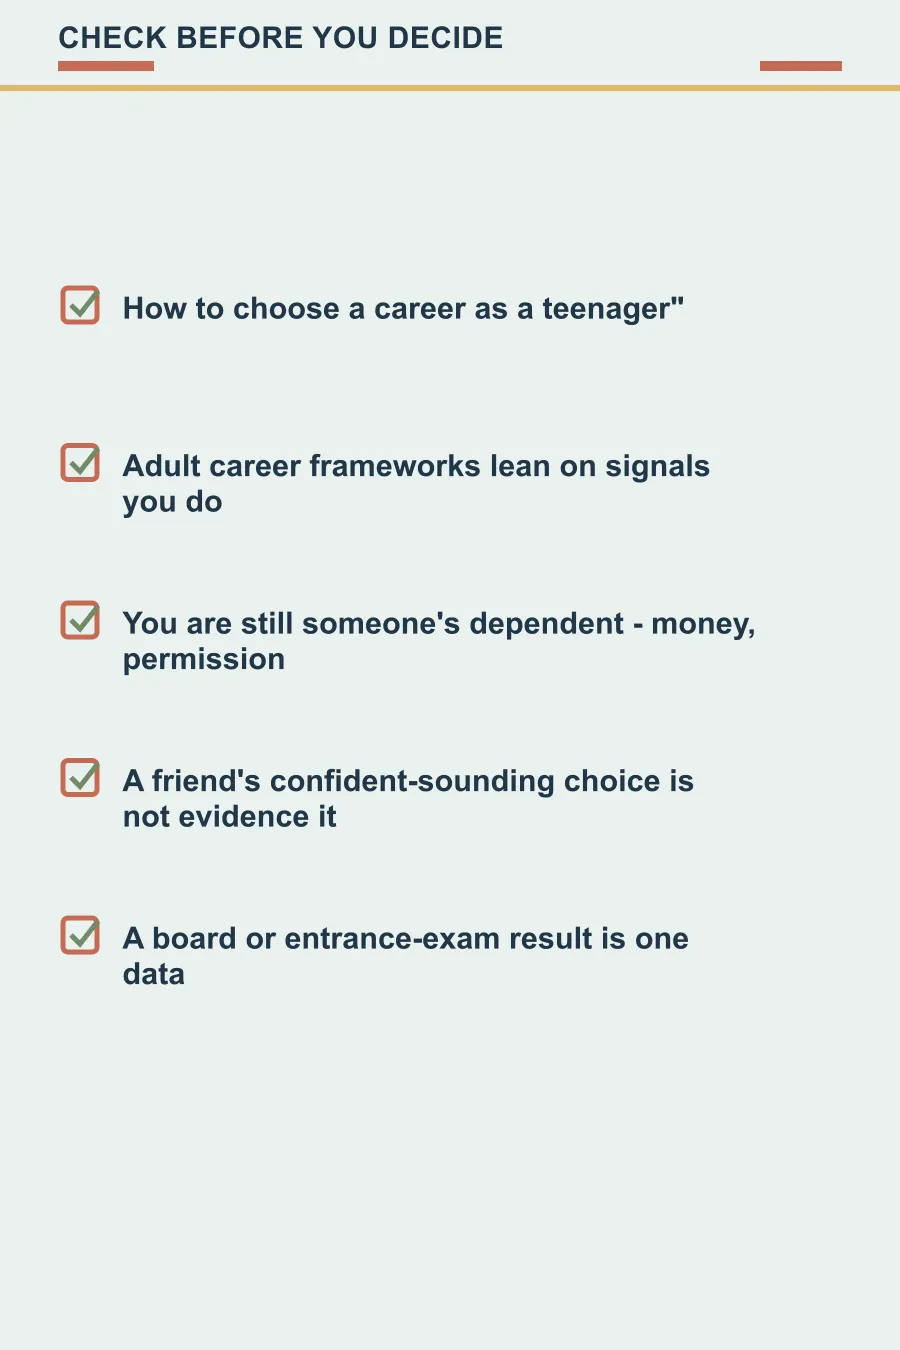 CHECK BEFORE YOU DECIDE
How to choose a career as a teenager"
Adult career frameworks lean on signals
you do
You are still someone's dependent - money,
permission
A friend's confident-sounding choice is
not evidence it
A board or entrance-exam result is one
data